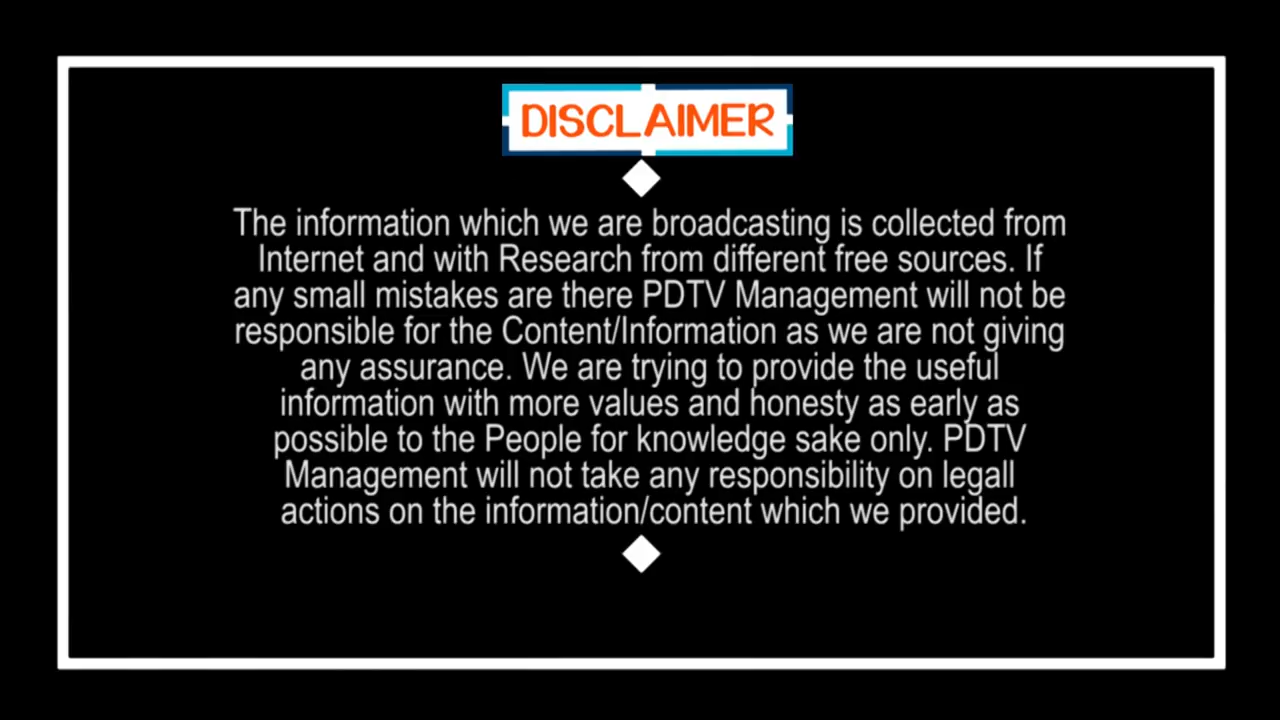 DISCLAIMER
The information which we are broadcasting is collected from
Internet and with Research from different free sources. If
any small mistakes are there PDTV Management will not be
responsible for the Content/Information as we are not giving
any assurance. We are trying to provide the useful
information with more values and honesty as early as
possible to the People for knowledge sake only. PDTV
Management will not take any responsibility on legall
actions on the information/content which we provided.